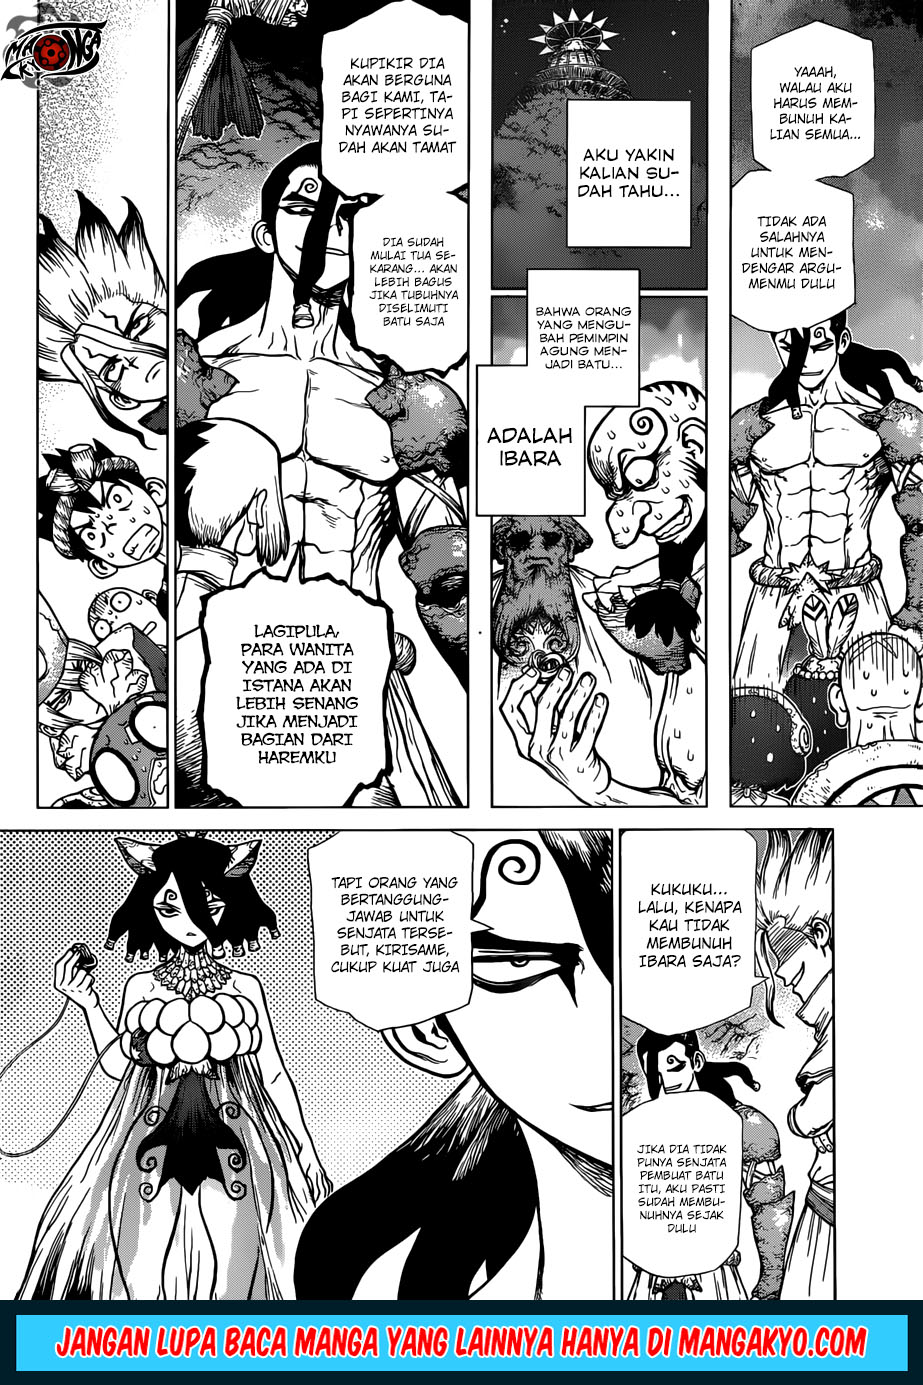 YAAAH,
WALAU AKU
HARUS MEM-
BUNUH KA-
LIAN SEMUA...
TIDAK ADA
SALAHNYA
UNTUK MEN-
DENGAR ARGU-
MENMU DULU
AKU YAKIN
KALIAN SU-
DAH TAHU...
BAHWA ORANG
YANG MENGU-
BAH PEMIMPIN
AGUNG MEN-
JADI BATU...
ADALAH
IBARA
KUPIKIR DIA
AKAN BERGUNA
BAGI KAMI, TA-
PI SEPERTINYA
NYAWANYA SU-
DAH AKAN TAMAT
DIA SUDAH
MULAI TUA SE-
KARANG... AKAN
LEBIH BAGUS
JIKA TUBUHNYA
DISELIMUTI
BATU SAJA
LAGIPULA,
PARA WANITA
YANG ADA DI
ISTANA AKAN
LEBIH SENANG
JIKA MENJADI
BAGIAN DARI
HAREMKU
KUKUKU...
LALU, KENAPA
KAU TIDAK
MEMBUNUH
IBARA SAJA?
JIKA DIA TIDAK
PUNYA SENJATA
PEMBUAT BATU
ITU, AKU PASTI
SUDAH MEMBU-
NUHNYA SEJAK
DULU
TAPI ORANG YANG
BERTANGGUNG-
JAWAB UNTUK
SENJATA TERSE-
BUT, KIRISAME,
CUKUP KUAT JUGA
JANGAN LUPA BACA MANGA YANG LAINNYA HANYA DI MANGAKYO.COM